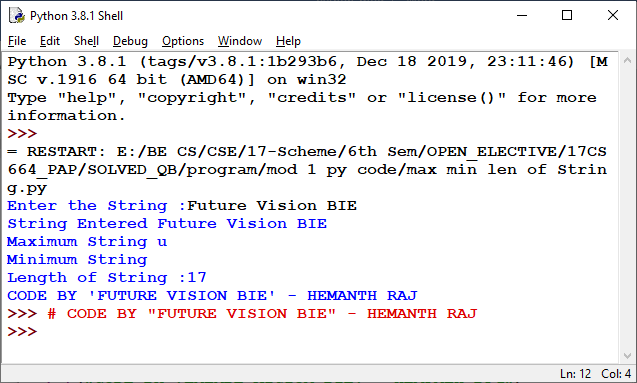 Python 3.8.1 Shell
File Edit Shell Debug Options Window Help
Python 3.8.1 (tags/v3.8.1:1b293b6, Dec 18 2019, 23:11:46) [M
SC v.1916 64 bit (AMD64)] on win32
Type "help", "copyright", "credits" or "license()" for more
information.
>>>
= RESTART: E:/BE CS/CSE/17-Scheme/6th Sem/OPEN_ELECTIVE/17CS
664_PAP/SOLVED_QB/program/mod 1 py code/max min len of Strin
g.py
Enter the String :Future Vision BIE
String Entered Future Vision BIE
Maximum String u
Minimum String
Length of String :17
CODE BY 'FUTURE VISION BIE' - HEMANTH RAJ
>>> # CODE BY "FUTURE VISION BIE" - HEMANTH RAJ
>>>
Ln: 12 Col: 4